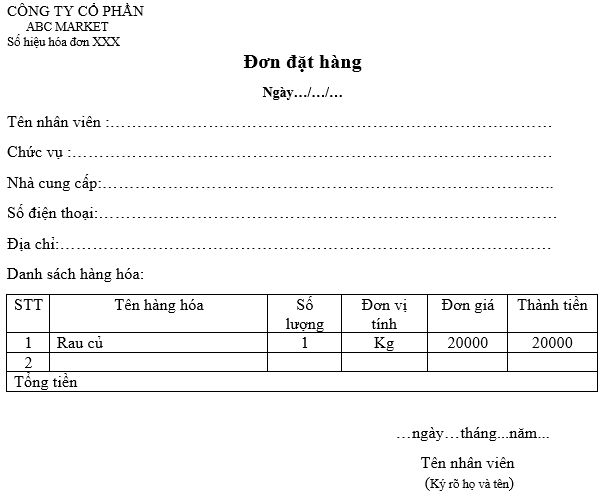 CÔNG TY CỔ PHẦN
ABC MARKET
Số hiệu hóa đơn XXX
Đơn đặt hàng
Ngày…/…/…
Tên nhân viên :……………………………………………………………………
Chức vụ :…………………………………………………………………………
Nhà cung cấp:……………………………………………………………………..
Số điện thoại:………………………………………………………………………
Địa chỉ:……………………………………………………………………………
Danh sách hàng hóa:
STT Tên hàng hóa Số lượng Đơn vị tính Đơn giá Thành tiền
1 Rau củ 1 Kg 20000 20000
2
Tổng tiền
…ngày…tháng...năm...
Tên nhân viên
(Ký rõ họ và tên)